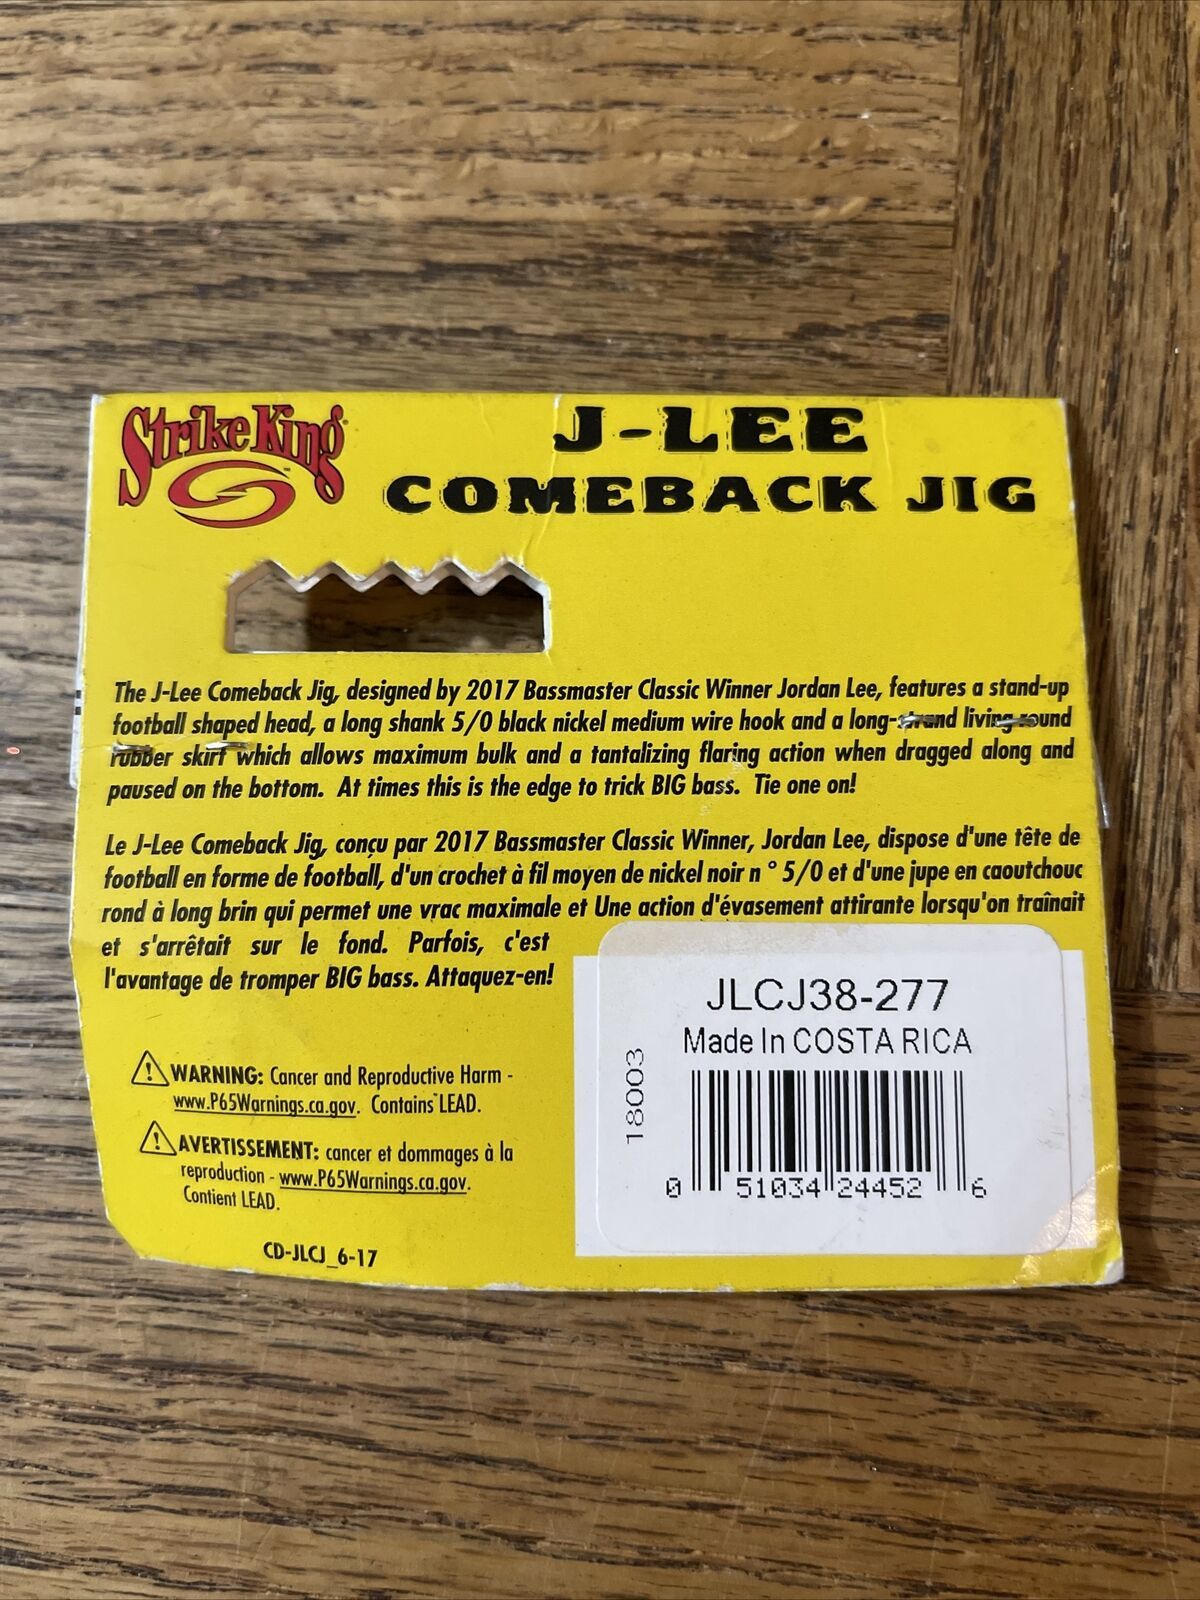 Strike King
J-LEE
COMEBACK JIG
The J-Lee Comeback Jig, designed by 2017 Bassmaster Classic Winner Jordan Lee, features a stand-up
football shaped head, a long shank 5/0 black nickel medium wire hook and a long-strand living round
rubber skirt which allows maximum bulk and a tantalizing flaring action when dragged along and
paused on the bottom. At times this is the edge to trick BIG bass. Tie one on!
Le J-Lee Comeback Jig, conçu par 2017 Bassmaster Classic Winner, Jordan Lee, dispose d'une tête de
football en forme de football, d'un crochet à fil moyen de nickel noir n ° 5/0 et d'une jupe en caoutchouc
rond à long brin qui permet une vrac maximale et Une action d'évasement attirante lorsqu'on traînait
et s'arrêtait sur le fond. Parfois, c'est
l'avantage de tromper BIG bass. Attaquez-en!
WARNING: Cancer and Reproductive Harm -
www.P65Warnings.ca.gov. Contains LEAD.
AVERTISSEMENT: cancer et dommages à la
reproduction - www.P65Warnings.ca.gov.
Contient LEAD.
CD-JLCJ_6-17
JLCJ38-277
Made In COSTA RICA
18003
0 51034 24452 6